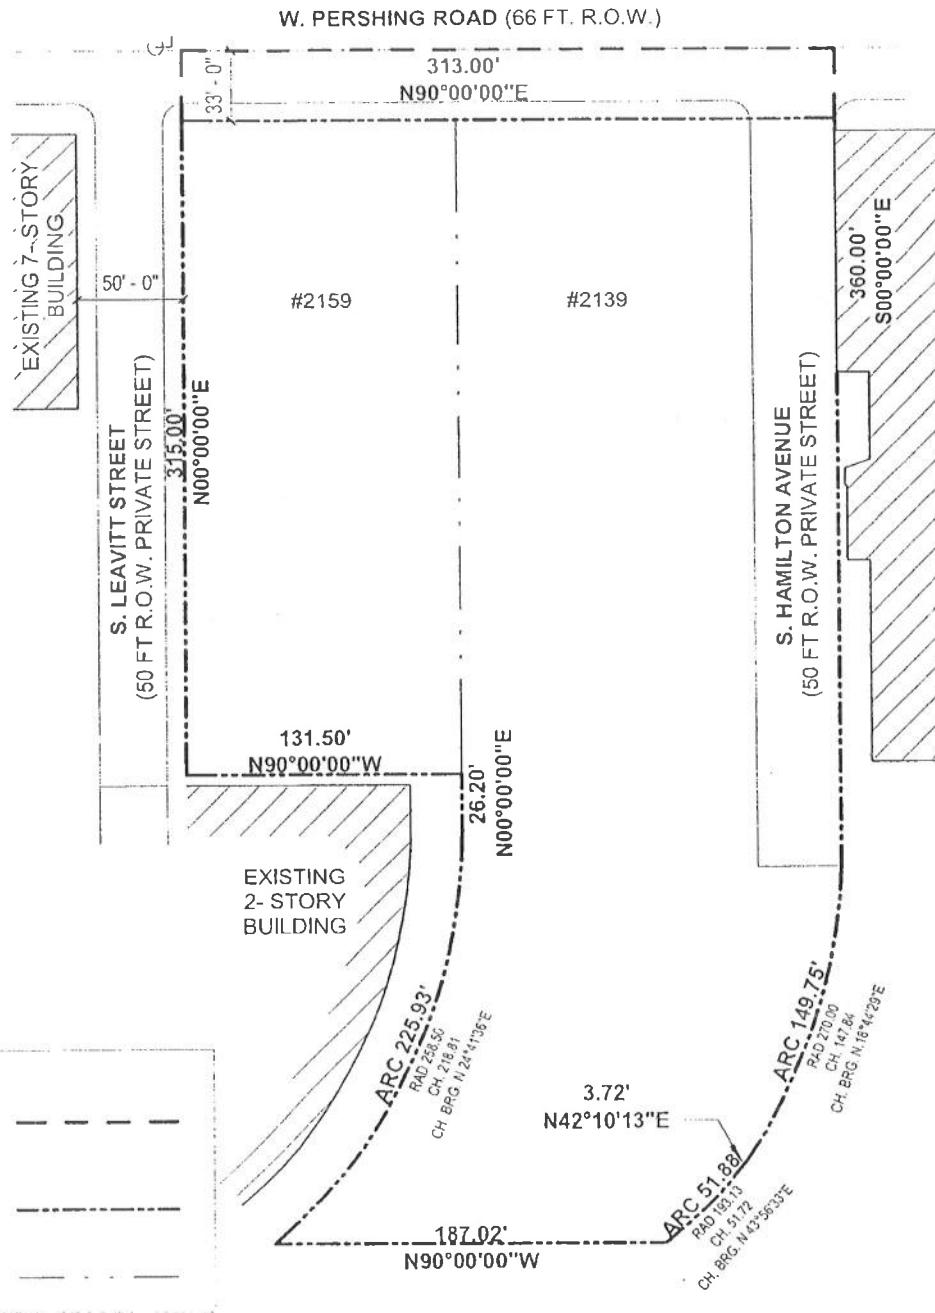 W. PERSHING ROAD (66 FT. R.O.W.)
313.00'
N90°00'00"E
33' - 0"
EXISTING 7-STORY
BUILDING
50' - 0"
#2159
#2139
360.00'
S00°00'00"E
S. LEAVITT STREET
(50 FT R.O.W. PRIVATE STREET)
315.00'
N00°00'00"E
S. HAMILTON AVENUE
(50 FT R.O.W. PRIVATE STREET)
131.50'
N90°00'00"W
26.20'
N00°00'00"E
EXISTING
2- STORY
BUILDING
ARC 225.93'
RAD 258.50
CH. 218.81
CH. BRG. N 24°41'36"E
ARC 149.75'
RAD 270.00
CH. 147.84
CH. BRG. N.16°44'29"E
3.72'
N42°10'13"E
ARC 51.88'
RAD 193.13
CH. 51.72
CH. BRG. N 43°56'33"E
187.02'
N90°00'00"W